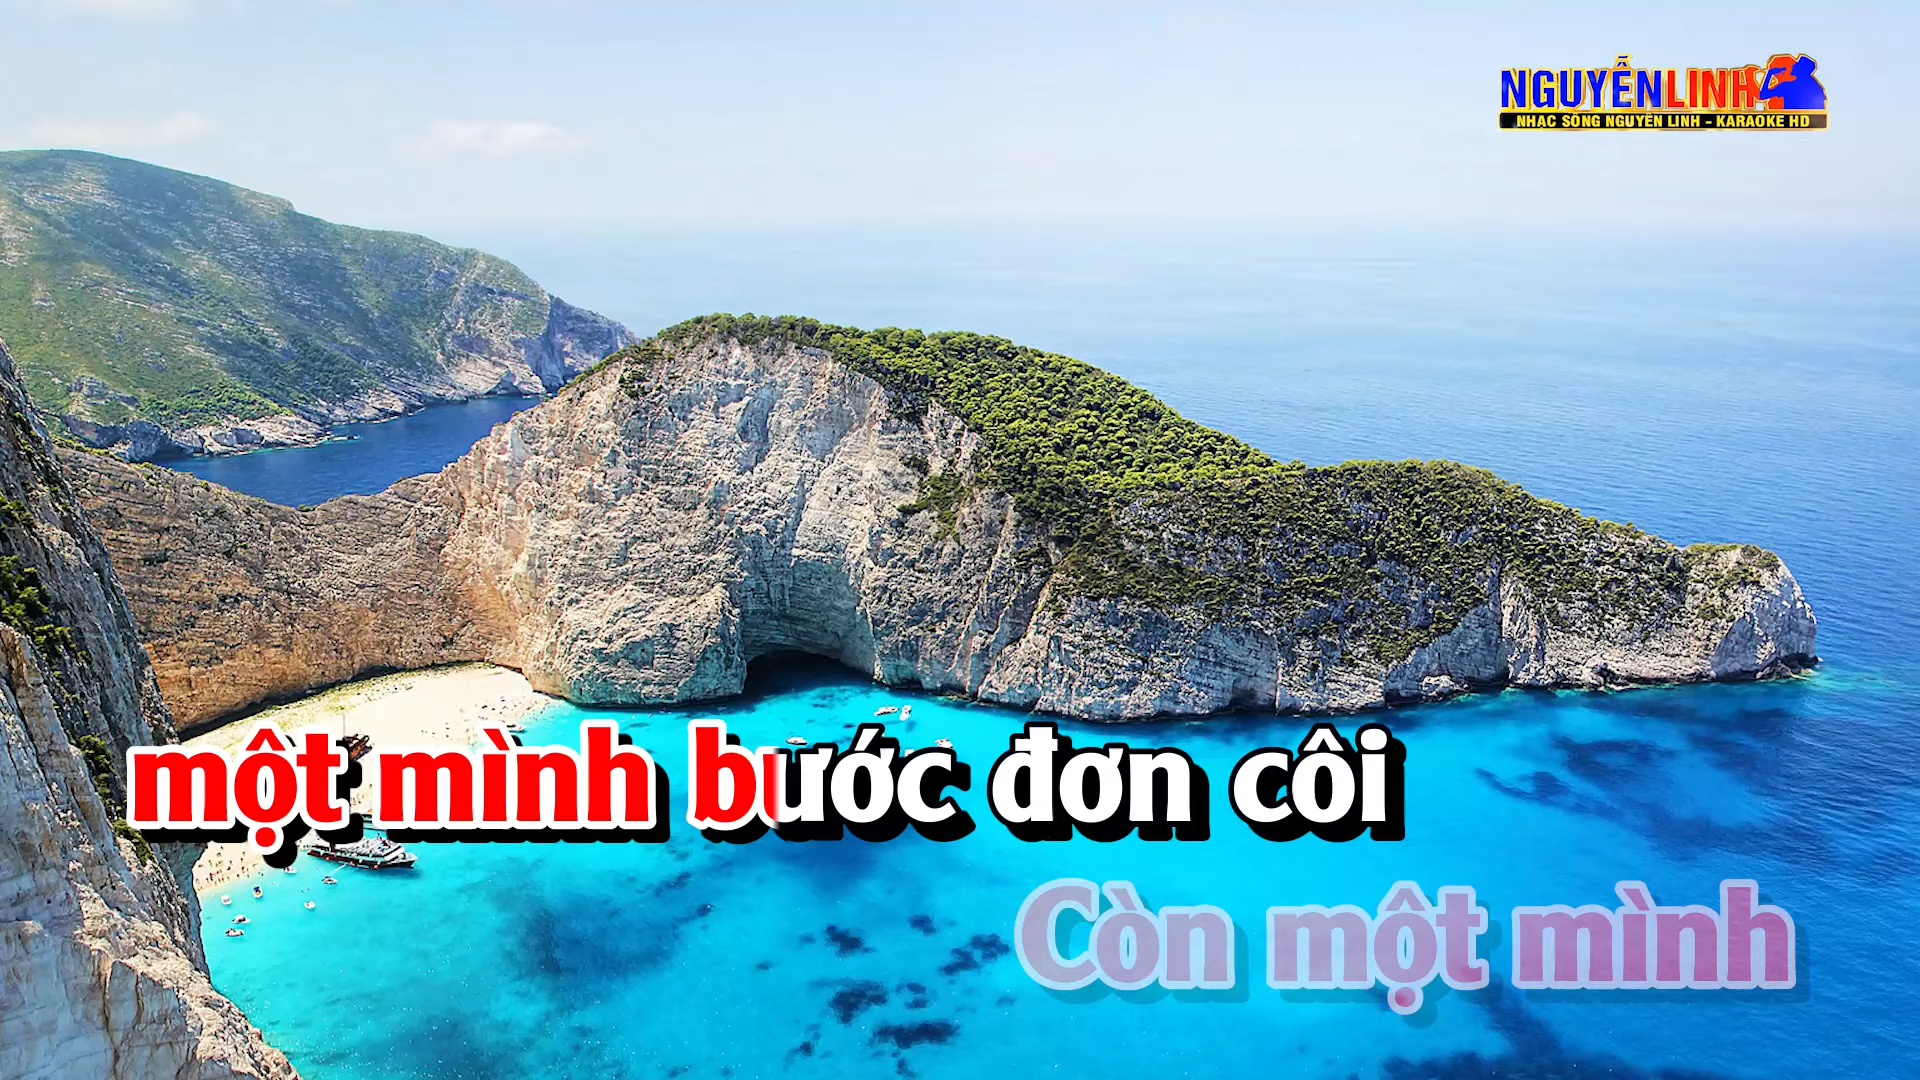 NGUYỄN LINH
NHẠC SỐNG NGUYỄN LINH - KARAOKE HD
một mình bước đơn côi
Còn một mình